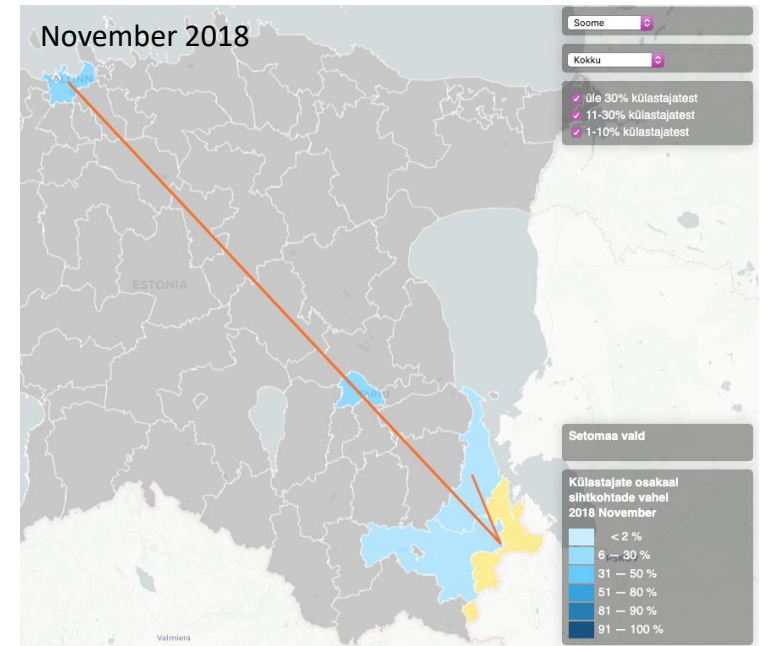 November 2018
Soome
Kokku
üle 30% külastajatest
11-30% külastajatest
1-10% külastajatest
TALLINN
ESTONIA
Setomaa vald
Külastajate osakaal
sihtkohtade vahel
2018 November
< 2 %
6 — 30 %
31 — 50 %
51 — 80 %
81 — 90 %
91 — 100 %
Valmiera